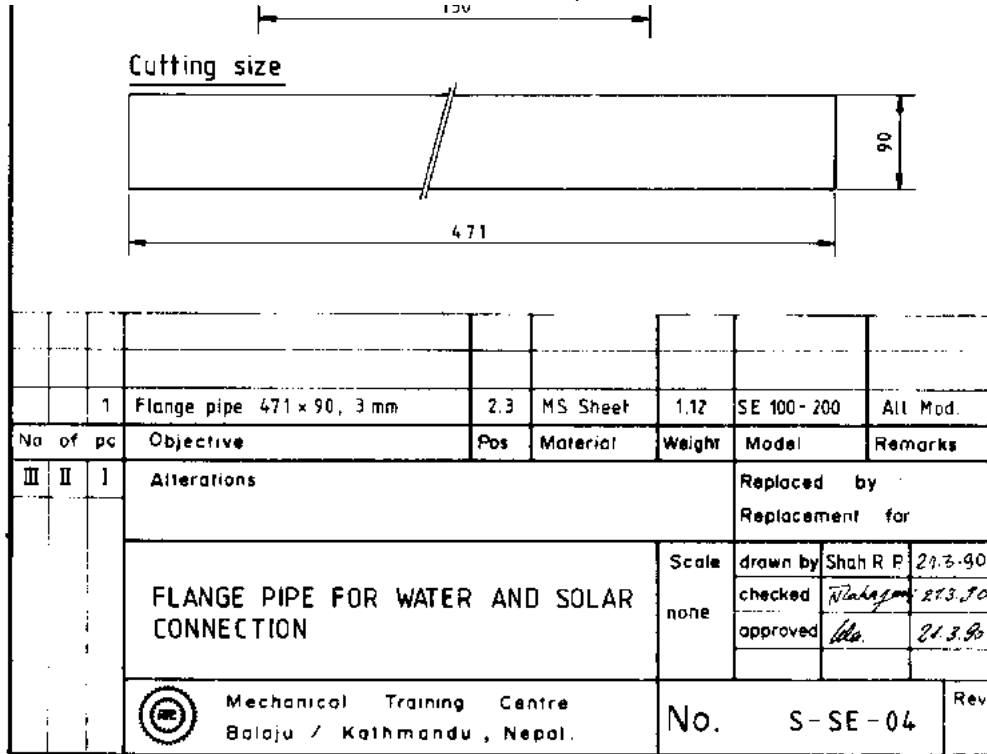 150
Cutting size
90
471
1 Flange pipe 471 × 90, 3 mm 2.3 MS Sheet 1.12 SE 100-200 All Mod.
No of pc Objective Pos Material Weight Model Remarks
III II I Alterations Replaced by
Replacement for
Scale drawn by Shah R P 21.3.90
none checked 21.3.90
approved 21.3.90
FLANGE PIPE FOR WATER AND SOLAR
CONNECTION
Mechanical Training Centre
Balaju / Kathmandu, Nepal.
No. S-SE-04 Rev